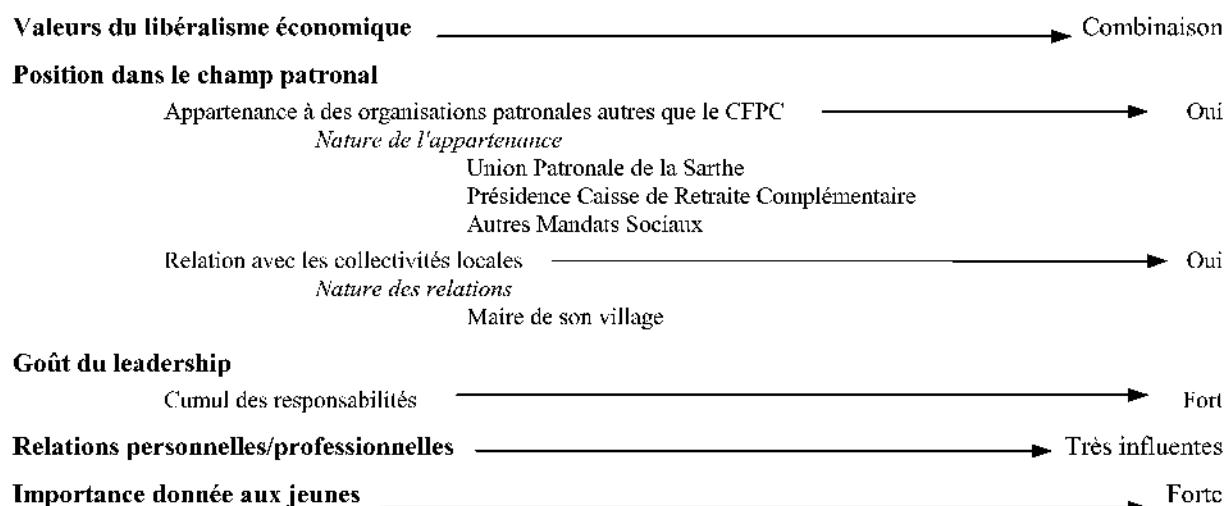 Valeurs du libéralisme économique Combinaison
Position dans le champ patronal
Appartenance à des organisations patronales autres que le CFPC Oui
Nature de l'appartenance
Union Patronale de la Sarthe
Présidence Caisse de Retraite Complémentaire
Autres Mandats Sociaux
Relation avec les collectivités locales Oui
Nature des relations
Maire de son village
Goût du leadership
Cumul des responsabilités Fort
Relations personnelles/professionnelles Très influentes
Importance donnée aux jeunes Forte